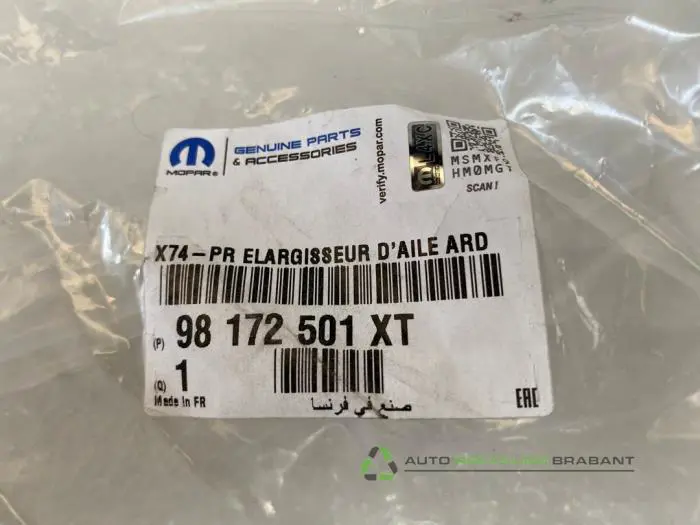 MOPAR®
GENUINE PARTS
& ACCESSORIES
verify.mopar.com
MSMX
HMØMG
SCAN!
X74-PR ELARGISSEUR D'AILE ARD
(P) 98 172 501 XT
(Q) 1
Made In FR
صنع في فرنسا
EAC
BRABANT
AUTO